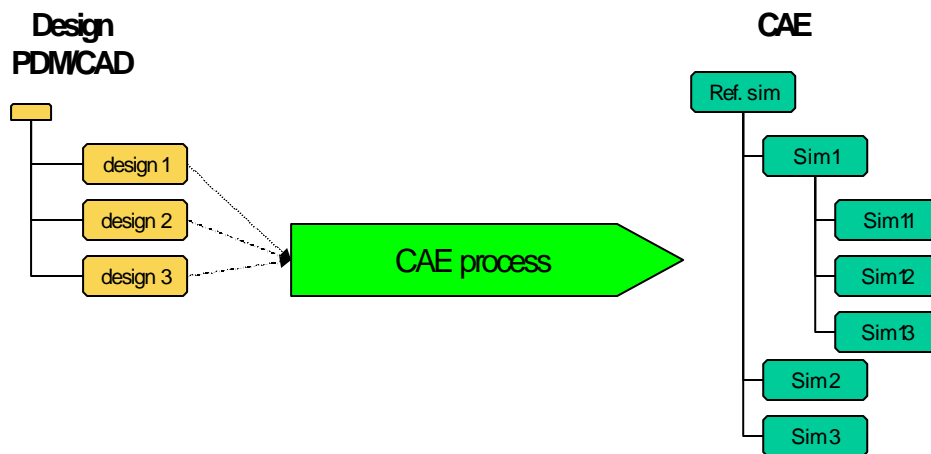 Design
PDM/CAD
design 1
design 2
design 3
CAE process
CAE
Ref. sim
Sim1
Sim11
Sim12
Sim13
Sim2
Sim3